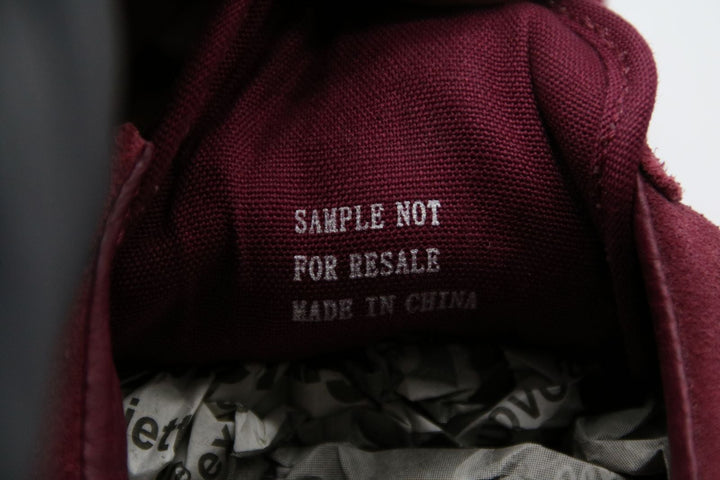 SAMPLE NOT
FOR RESALE
MADE IN CHINA